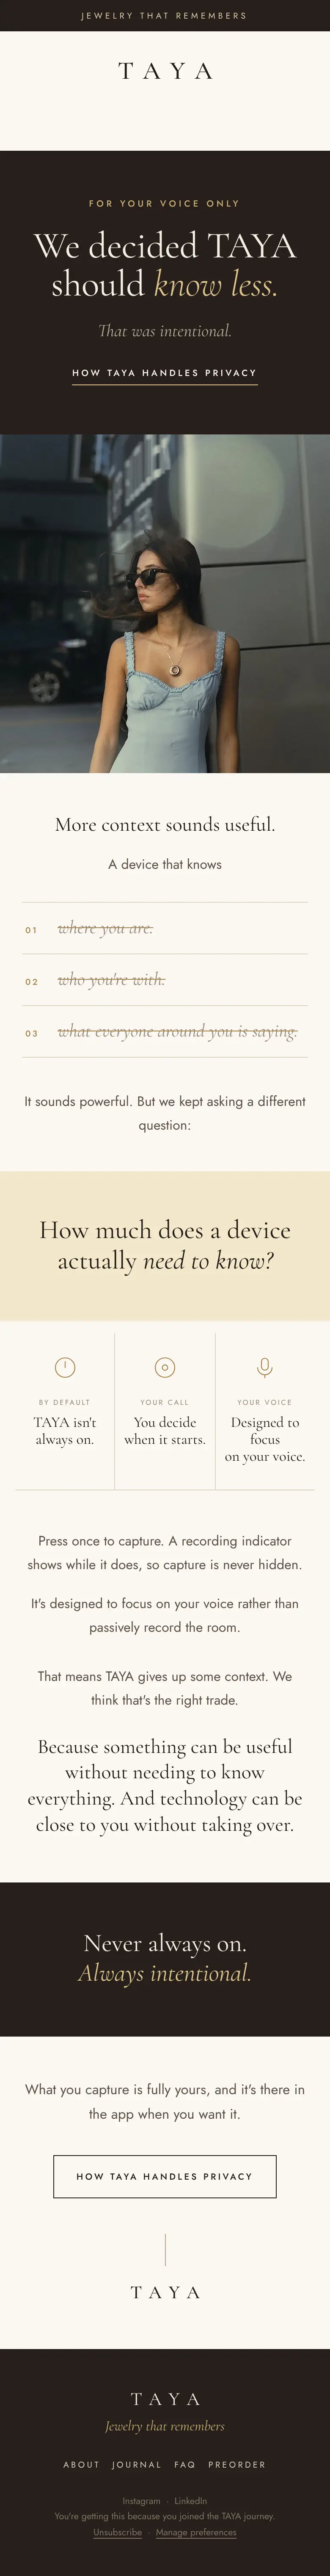 JEWELRY THAT REMEMBERS
TAYA
FOR YOUR VOICE ONLY
We decided TAYA
should know less.
That was intentional.
HOW TAYA HANDLES PRIVACY
More context sounds useful.
A device that knows
01 where you are.
02 who you're with.
03 what everyone around you is saying.
It sounds powerful. But we kept asking a different
question:
How much does a device
actually need to know?
BY DEFAULT
TAYA isn't
always on.
YOUR CALL
You decide
when it starts.
YOUR VOICE
Designed to
focus
on your voice.
Press once to capture. A recording indicator
shows while it does, so capture is never hidden.
It's designed to focus on your voice rather than
passively record the room.
That means TAYA gives up some context. We
think that's the right trade.
Because something can be useful
without needing to know
everything. And technology can be
close to you without taking over.
Never always on.
Always intentional.
What you capture is fully yours, and it's there in
the app when you want it.
HOW TAYA HANDLES PRIVACY
TAYA
TAYA
Jewelry that remembers
ABOUT JOURNAL FAQ PREORDER
Instagram · LinkedIn
You're getting this because you joined the TAYA journey.
Unsubscribe · Manage preferences